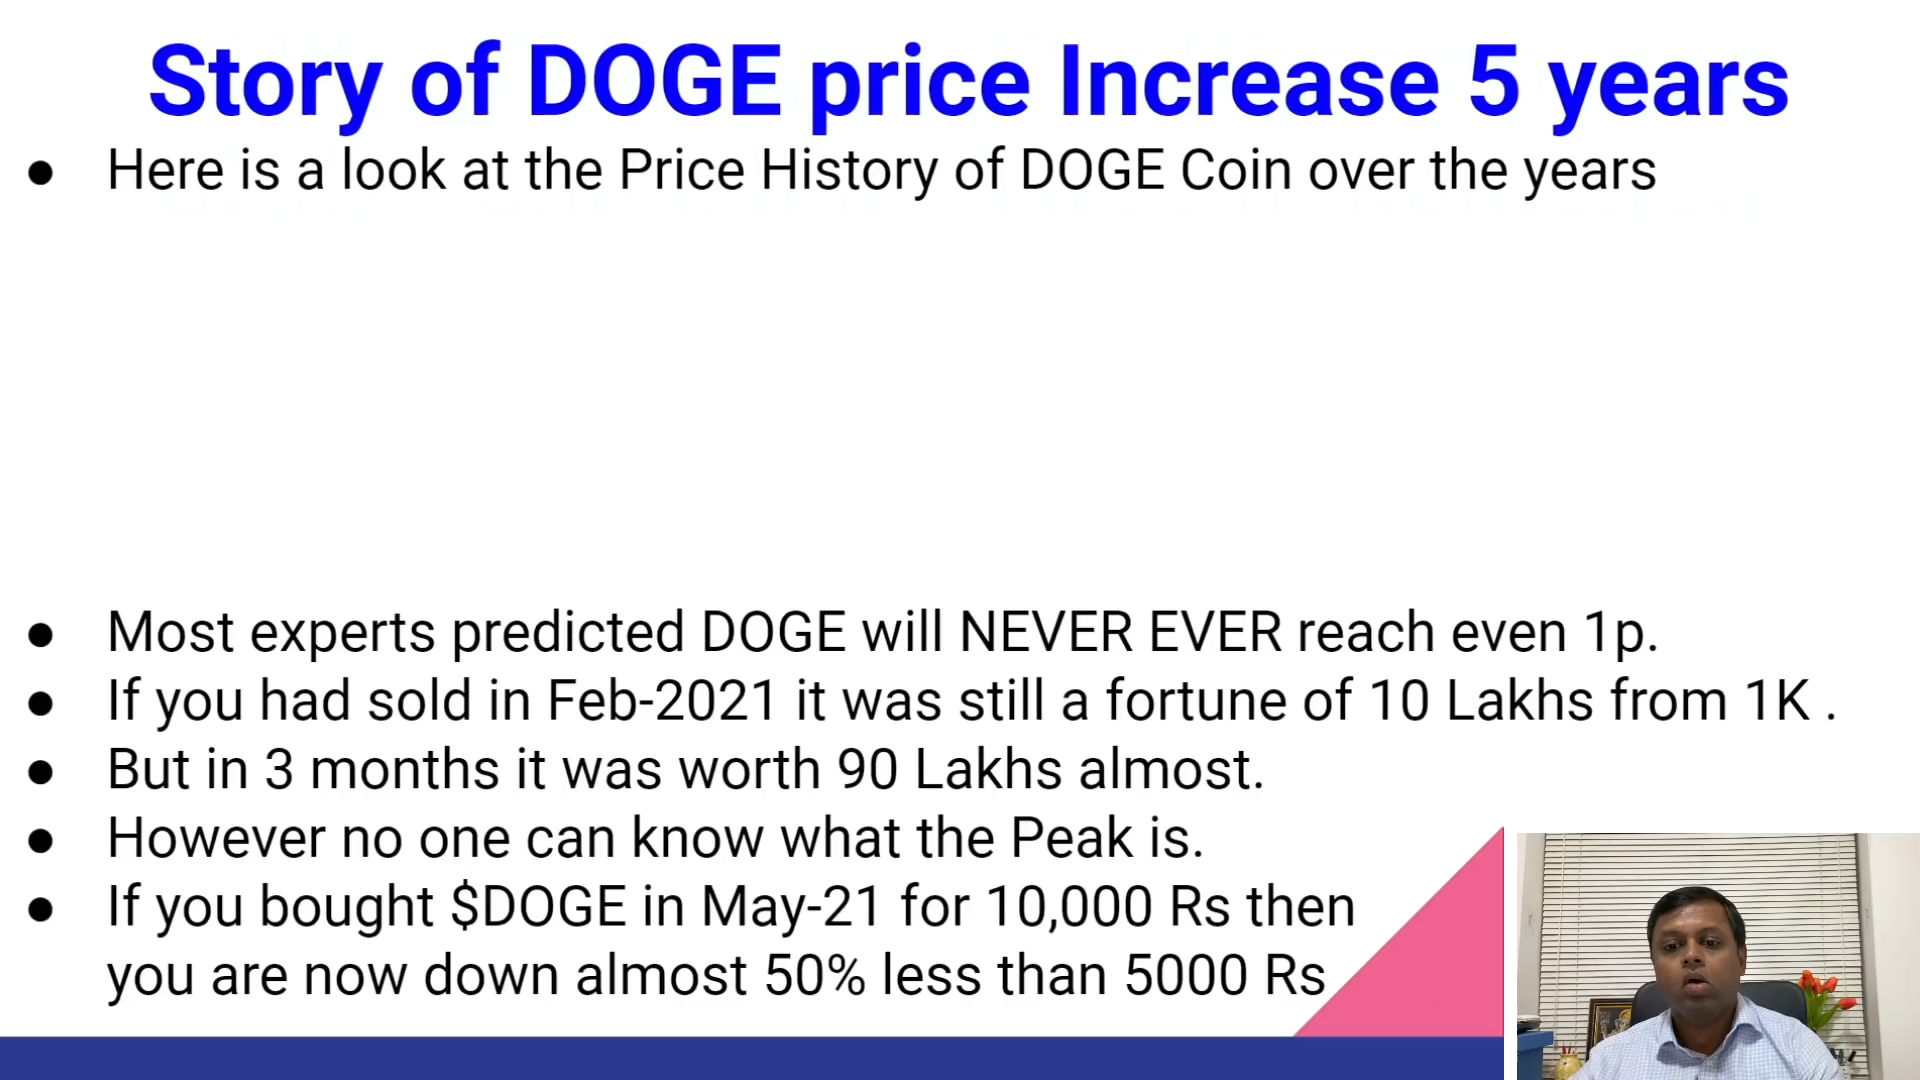 Story of DOGE price Increase 5 years
● Here is a look at the Price History of DOGE Coin over the years
● Most experts predicted DOGE will NEVER EVER reach even 1p.
● If you had sold in Feb-2021 it was still a fortune of 10 Lakhs from 1K .
● But in 3 months it was worth 90 Lakhs almost.
● However no one can know what the Peak is.
● If you bought $DOGE in May-21 for 10,000 Rs then
you are now down almost 50% less than 5000 Rs